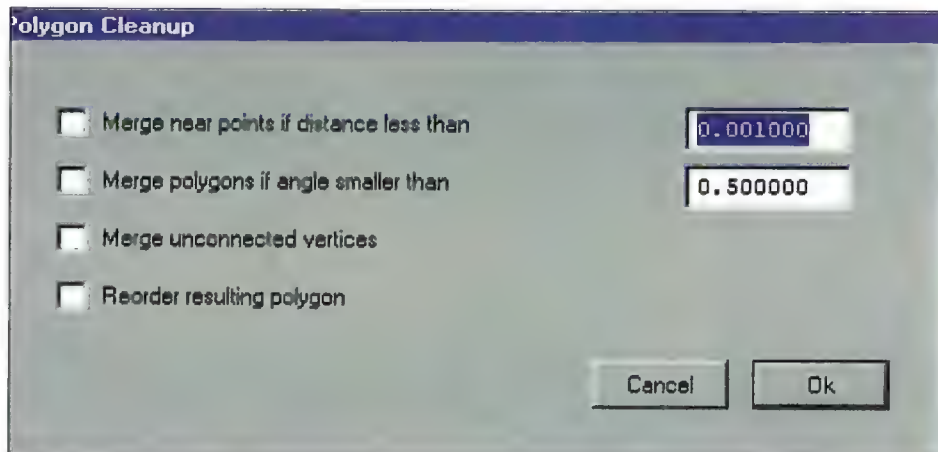 Polygon Cleanup
Merge near points if distance less than 0.001000
Merge polygons if angle smaller than 0.500000
Merge unconnected vertices
Reorder resulting polygon
Cancel Ok